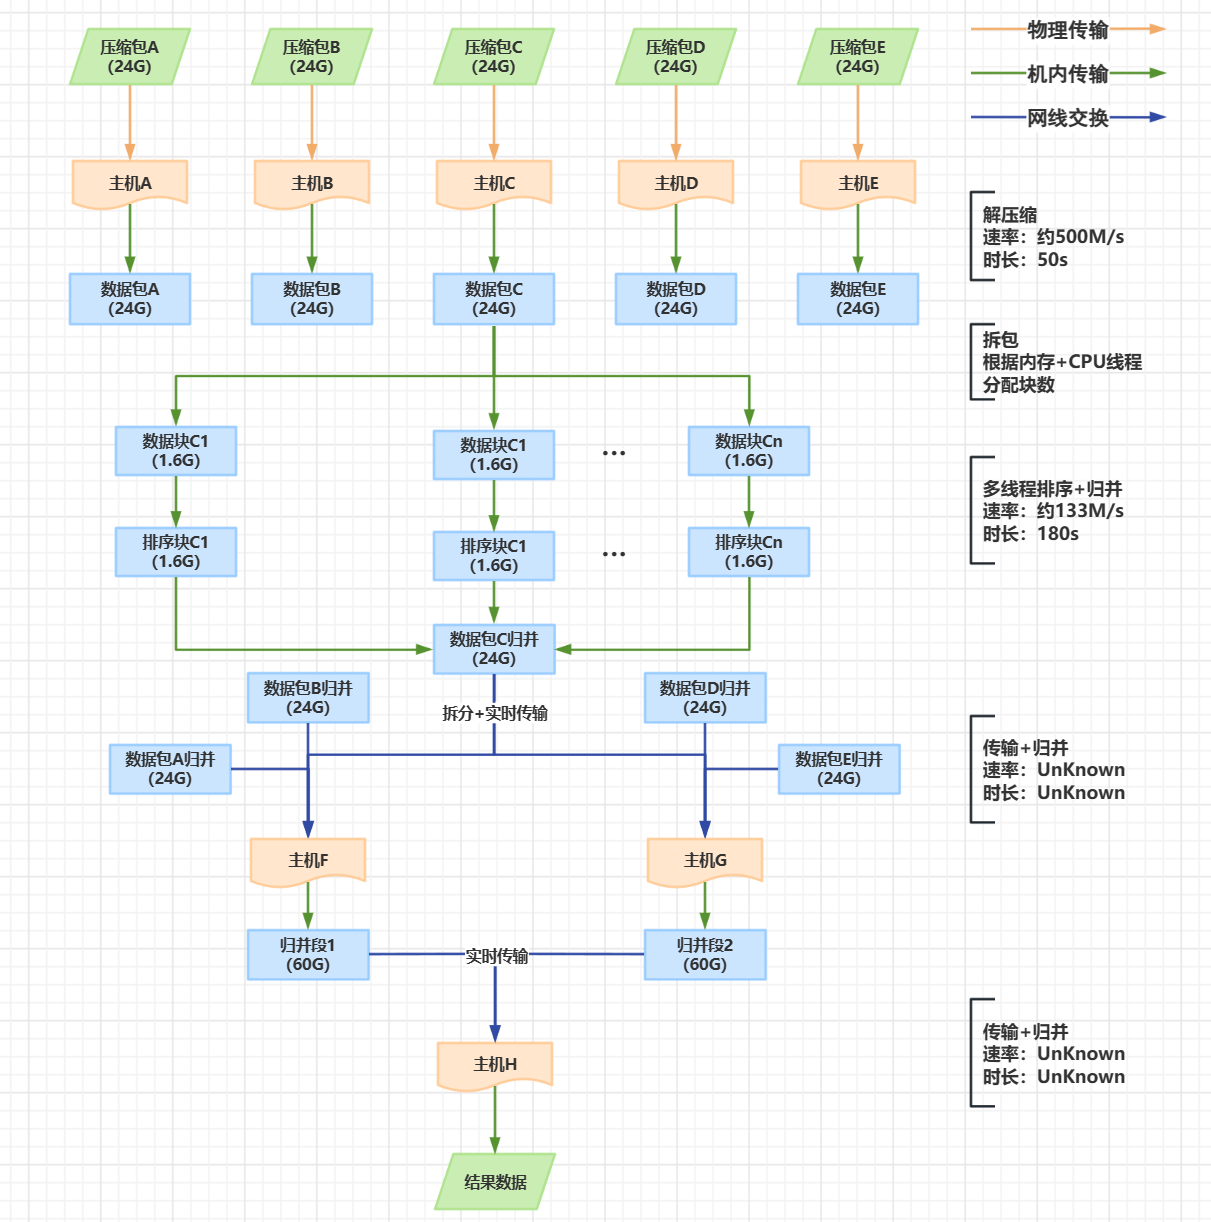 压缩包A
(24G)
压缩包B
(24G)
压缩包C
(24G)
压缩包D
(24G)
压缩包E
(24G)
物理传输
机内传输
网线交换
主机A
主机B
主机C
主机D
主机E
解压缩
速率：约500M/s
时长：50s
数据包A
(24G)
数据包B
(24G)
数据包C
(24G)
数据包D
(24G)
数据包E
(24G)
拆包
根据内存+CPU线程
分配块数
数据块C1
(1.6G)
数据块C1
(1.6G)
...
数据块Cn
(1.6G)
多线程排序+归并
速率：约133M/s
时长：180s
排序块C1
(1.6G)
排序块C1
(1.6G)
...
排序块Cn
(1.6G)
数据包C归并
(24G)
数据包B归并
(24G)
拆分+实时传输
数据包D归并
(24G)
数据包A归并
(24G)
数据包E归并
(24G)
传输+归并
速率：UnKnown
时长：UnKnown
主机F
主机G
归并段1
(60G)
实时传输
归并段2
(60G)
传输+归并
速率：UnKnown
时长：UnKnown
主机H
结果数据